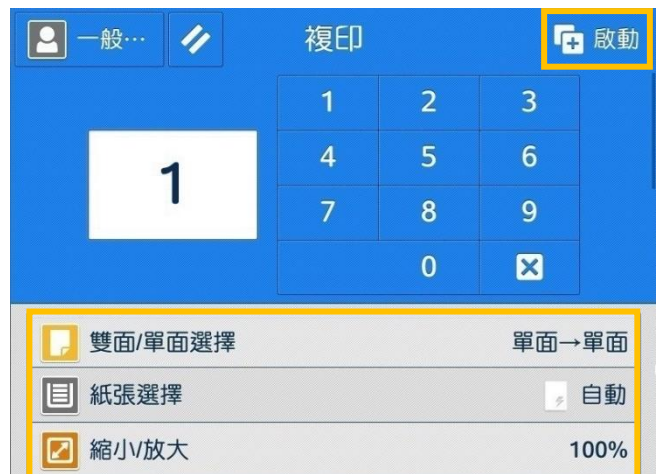 一般… 複印 啟動
1 2 3
1
4 5 6
7 8 9
0
雙面/單面選擇 單面→單面
紙張選擇 自動
縮小/放大 100%